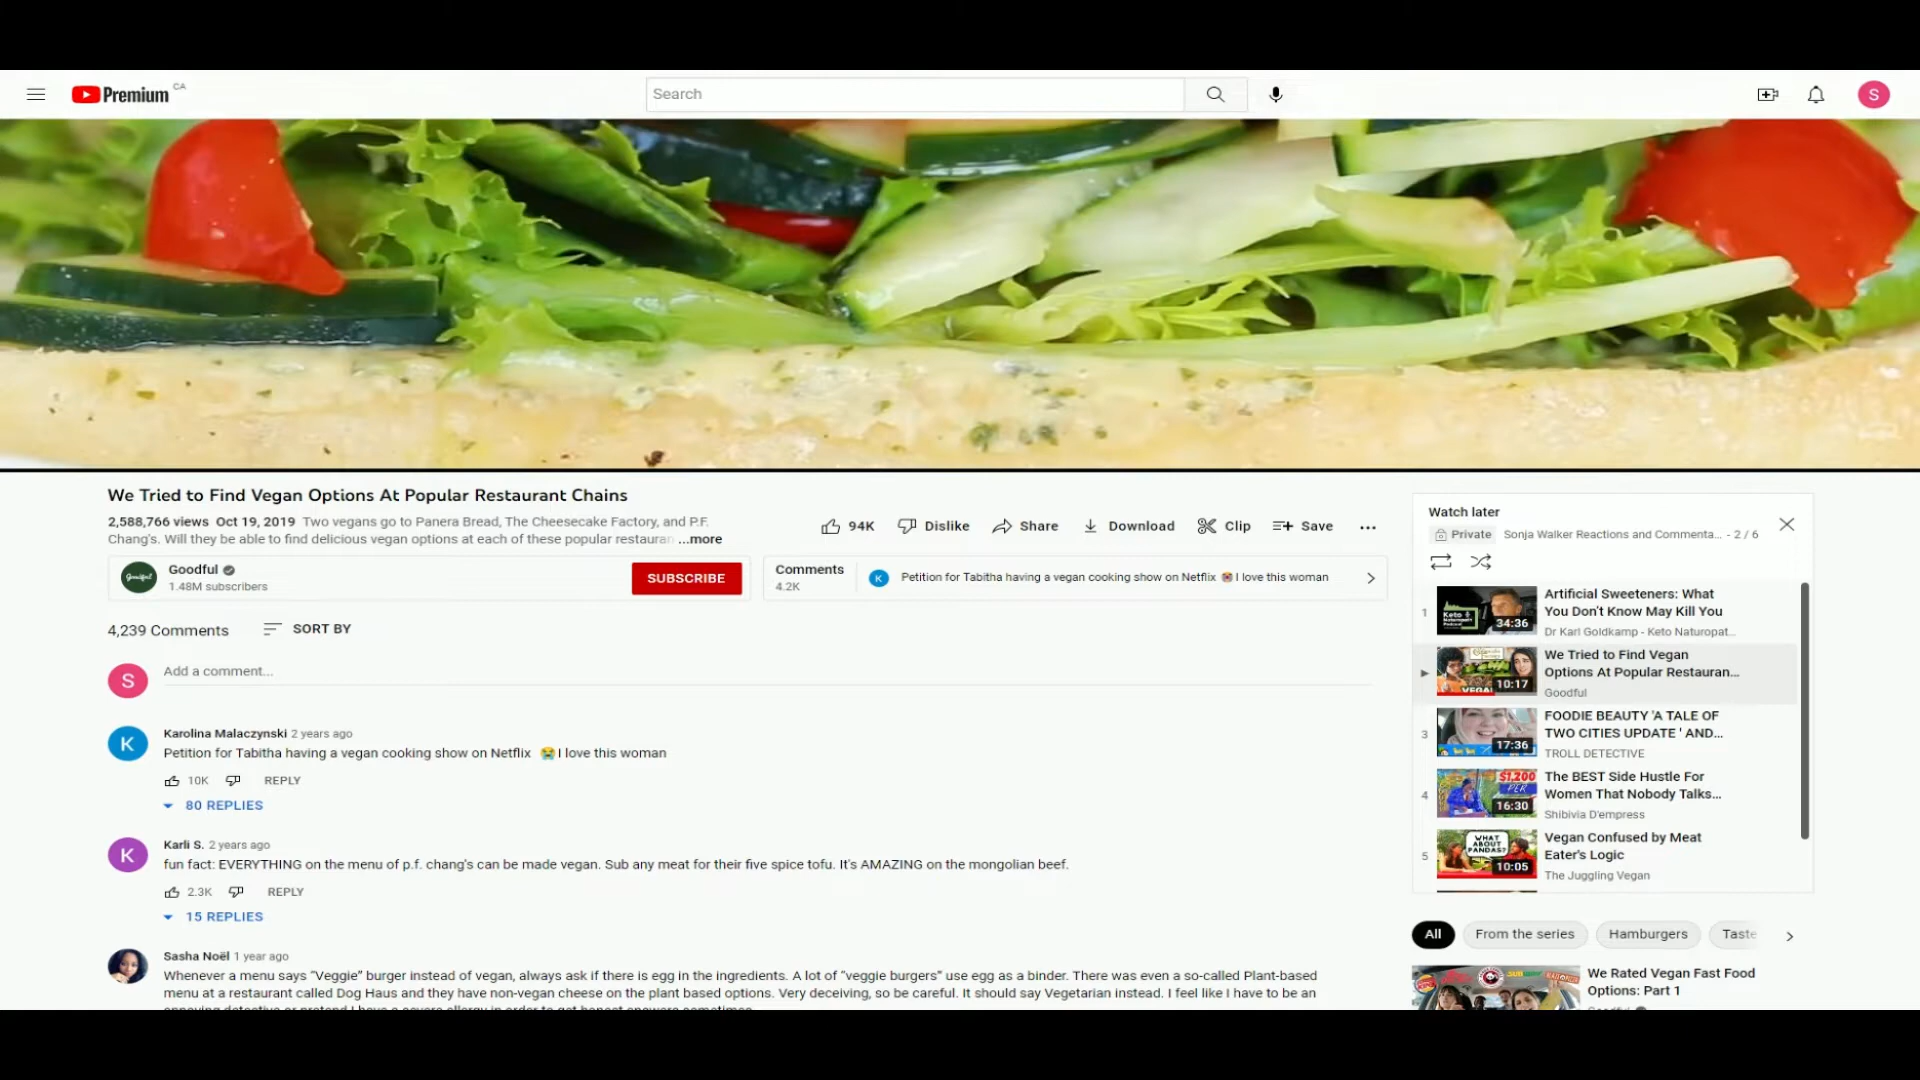 Premium CA
Search
S
We Tried to Find Vegan Options At Popular Restaurant Chains
2,588,766 views Oct 19, 2019 Two vegans go to Panera Bread, The Cheesecake Factory, and P.F.
Chang's. Will they be able to find delicious vegan options at each of these popular restauran ...more
94K Dislike Share Download Clip Save
Goodful
1.48M subscribers
SUBSCRIBE
Comments
4.2K
K Petition for Tabitha having a vegan cooking show on Netflix 😭 I love this woman
4,239 Comments SORT BY
S Add a comment...
K Karolina Malaczynski 2 years ago
Petition for Tabitha having a vegan cooking show on Netflix 😭 I love this woman
10K REPLY
80 REPLIES
K Karli S. 2 years ago
fun fact: EVERYTHING on the menu of p.f. chang's can be made vegan. Sub any meat for their five spice tofu. It's AMAZING on the mongolian beef.
2.3K REPLY
15 REPLIES
Sasha Noël 1 year ago
Whenever a menu says "Veggie" burger instead of vegan, always ask if there is egg in the ingredients. A lot of "veggie burgers" use egg as a binder. There was even a so-called Plant-based
menu at a restaurant called Dog Haus and they have non-vegan cheese on the plant based options. Very deceiving, so be careful. It should say Vegetarian instead. I feel like I have to be an
Watch later
Private Sonja Walker Reactions and Commenta... - 2 / 6
1 34:36 Artificial Sweeteners: What
You Don't Know May Kill You
Dr Karl Goldkamp - Keto Naturopat...
10:17 We Tried to Find Vegan
Options At Popular Restauran...
Goodful
3 17:36 FOODIE BEAUTY 'A TALE OF
TWO CITIES UPDATE ' AND...
TROLL DETECTIVE
4 $1,200 PER 16:30 The BEST Side Hustle For
Women That Nobody Talks...
Shibivia D'empress
5 WHAT ABOUT PANDAS? 10:05 Vegan Confused by Meat
Eater's Logic
The Juggling Vegan
All From the series Hamburgers Taste
We Rated Vegan Fast Food
Options: Part 1